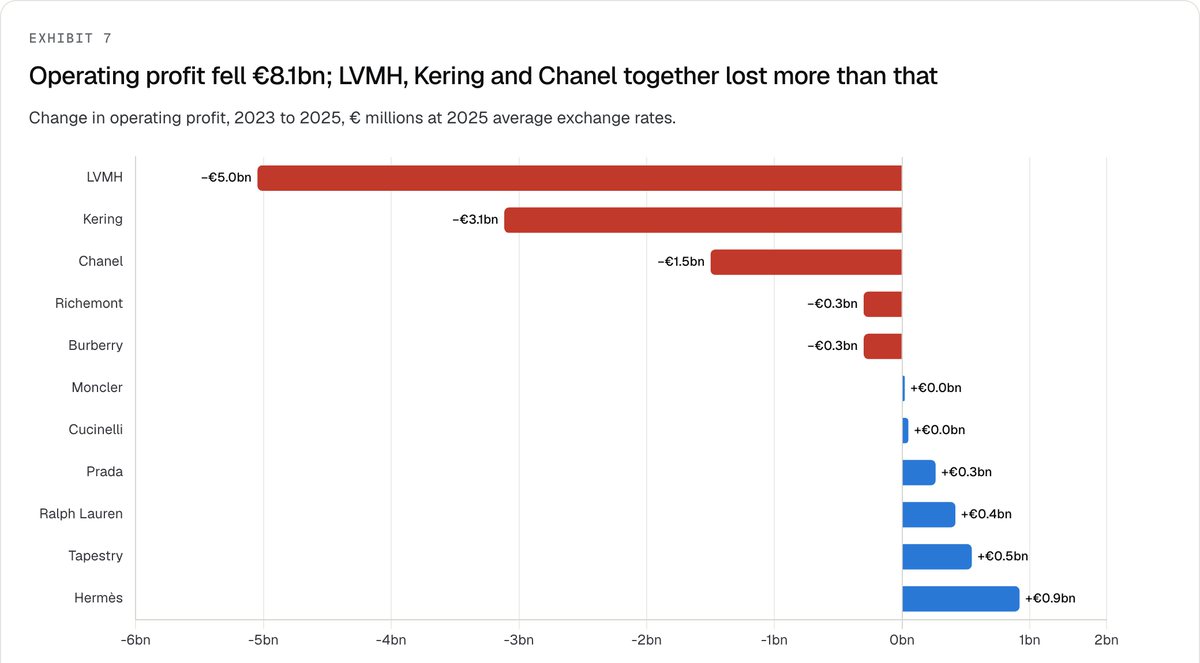 EXHIBIT 7
Operating profit fell €8.1bn; LVMH, Kering and Chanel together lost more than that
Change in operating profit, 2023 to 2025, € millions at 2025 average exchange rates.
LVMH −€5.0bn
Kering −€3.1bn
Chanel −€1.5bn
Richemont −€0.3bn
Burberry −€0.3bn
Moncler +€0.0bn
Cucinelli +€0.0bn
Prada +€0.3bn
Ralph Lauren +€0.4bn
Tapestry +€0.5bn
Hermès +€0.9bn
-6bn -5bn -4bn -3bn -2bn -1bn 0bn 1bn 2bn